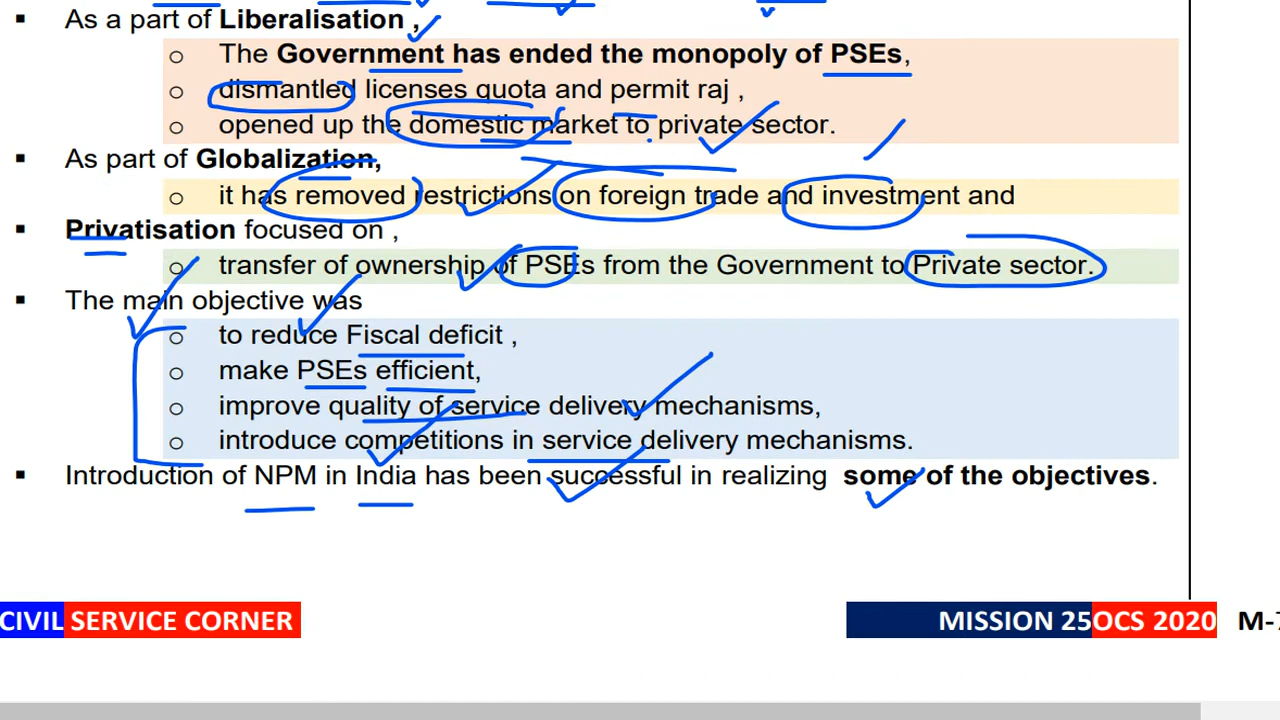 ▪ As a part of Liberalisation ,
o The Government has ended the monopoly of PSEs,
o dismantled licenses quota and permit raj ,
o opened up the domestic market to private sector.
▪ As part of Globalization,
o it has removed restrictions on foreign trade and investment and
▪ Privatisation focused on ,
o transfer of ownership of PSEs from the Government to Private sector.
▪ The main objective was
o to reduce Fiscal deficit ,
o make PSEs efficient,
o improve quality of service delivery mechanisms,
o introduce competitions in service delivery mechanisms.
▪ Introduction of NPM in India has been successful in realizing some of the objectives.
CIVIL SERVICE CORNER MISSION 25OCS 2020 M-7